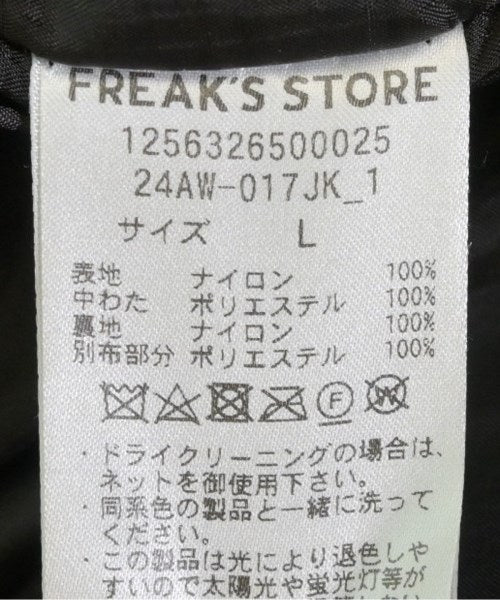 FREAK'S STORE
1256326500025
24AW-017JK_1
サイズ L
表地 ナイロン 100%
中わた ポリエステル 100%
裏地 ナイロン 100%
別布部分 ポリエステル 100%
F W
・ドライクリーニングの場合は、
ネットを御使用下さい。
・同系色の製品と一緒に洗って
ください。
・この製品は光により退色しや
すいので太陽光や蛍光灯等が